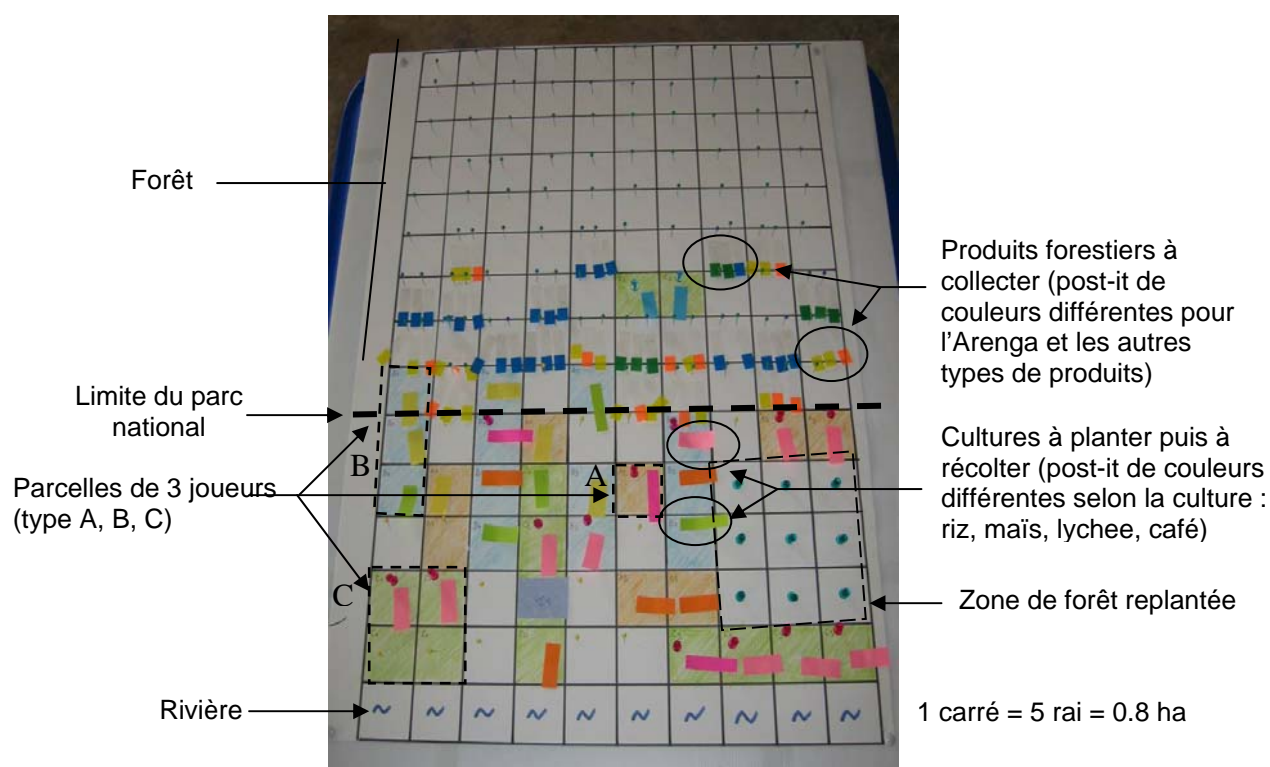 Forêt
Produits forestiers à
collecter (post-it de
couleurs différentes pour
l'Arenga et les autres
types de produits)
Limite du parc
national
Cultures à planter puis à
récolter (post-it de couleurs
différentes selon la culture :
riz, maïs, lychee, café)
B
A
Parcelles de 3 joueurs
(type A, B, C)
C
Zone de forêt replantée
Rivière
~ ~ ~ ~ ~ ~ ~ ~ ~
1 carré = 5 rai = 0.8 ha